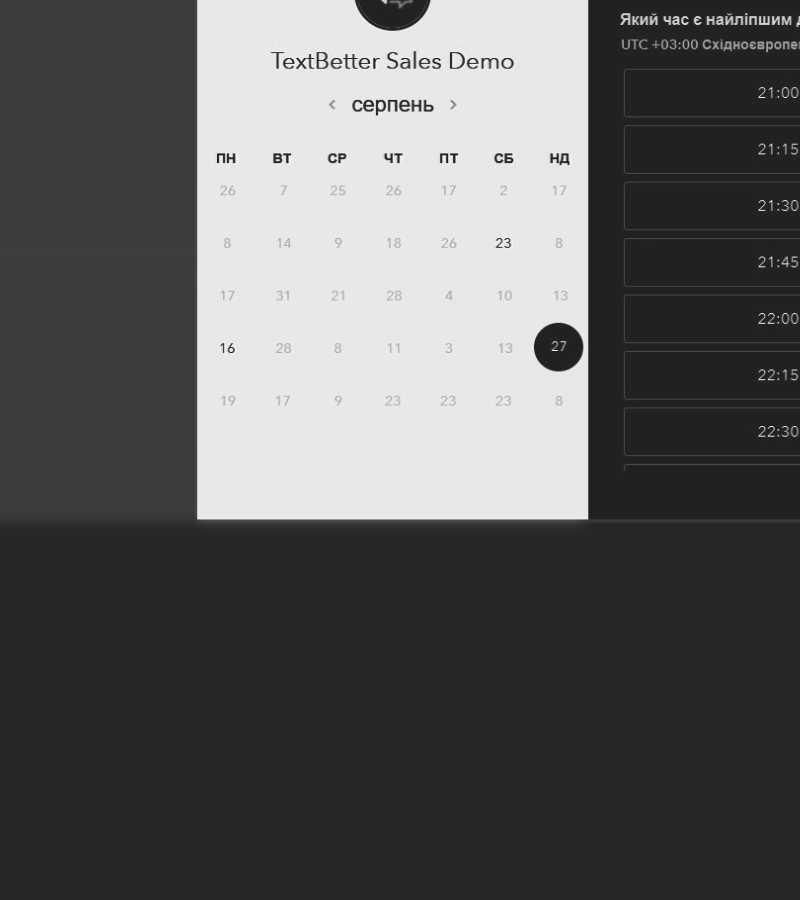 TextBetter Sales Demo
< серпень >
ПН ВТ СР ЧТ ПТ СБ НД
26 7 25 26 17 2 17
8 14 9 18 26 23 8
17 31 21 28 4 10 13
16 28 8 11 3 13 27
19 17 9 23 23 23 8
Який час є найліпшим
UTC +03:00
21:00
21:15
21:30
21:45
22:00
22:15
22:30